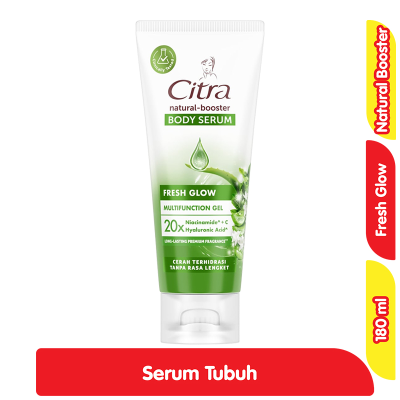 Citra
natural-booster
BODY SERUM
FRESH GLOW
MULTIFUNCTION GEL
20x Niacinamide* + C
Hyaluronic Acid*
LONG-LASTING PREMIUM FRAGRANCE
CERAH TERHIDRASI
TANPA RASA LENGKET
Natural Booster
Fresh Glow
180 ml
Serum Tubuh